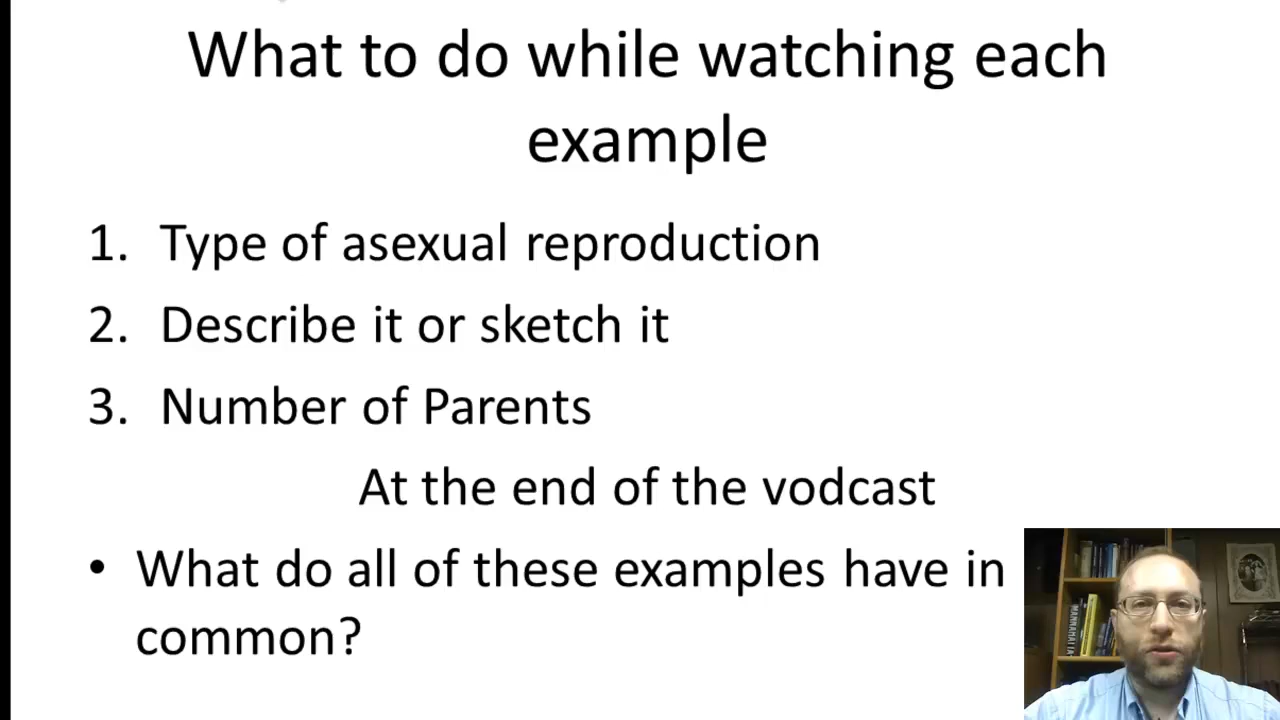 What to do while watching each
example
1. Type of asexual reproduction
2. Describe it or sketch it
3. Number of Parents
At the end of the vodcast
• What do all of these examples have in
common?
MAMMALIA